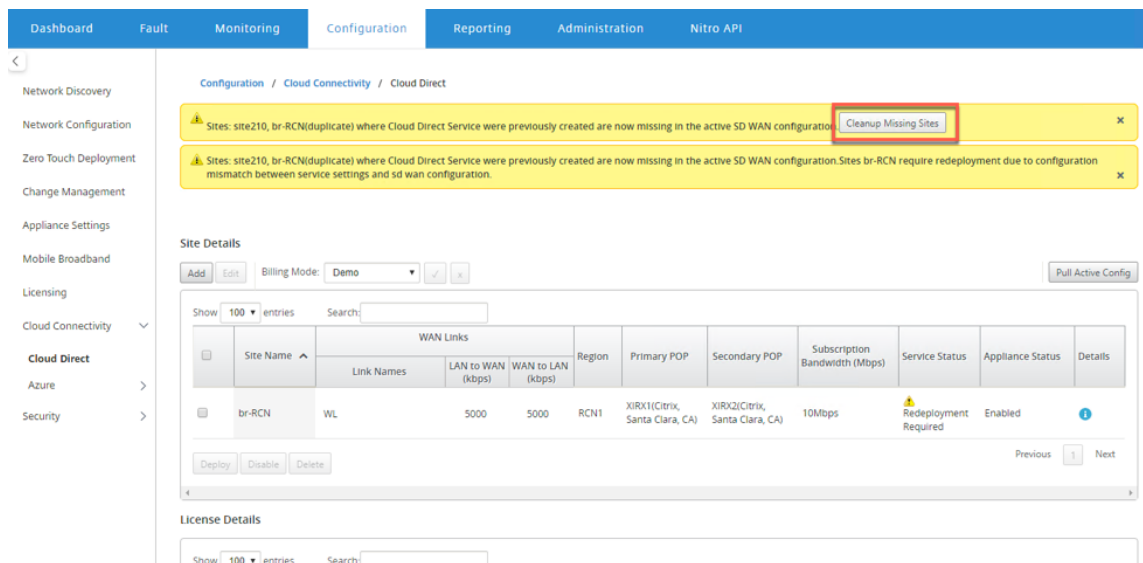 Dashboard Fault Monitoring Configuration Reporting Administration Nitro API
Network Discovery
Network Configuration
Zero Touch Deployment
Change Management
Appliance Settings
Mobile Broadband
Licensing
Cloud Connectivity
Cloud Direct
Azure
Security
Configuration / Cloud Connectivity / Cloud Direct
Sites: site210, br-RCN(duplicate) where Cloud Direct Service were previously created are now missing in the active SD WAN configuration. Cleanup Missing Sites
Sites: site210, br-RCN(duplicate) where Cloud Direct Service were previously created are now missing in the active SD WAN configuration.Sites br-RCN require redeployment due to configuration
mismatch between service settings and sd wan configuration.
Site Details
Add Edit Billing Mode: Demo √ x Pull Active Config
Show 100 entries Search:
WAN Links
Site Name
Link Names
LAN to WAN
(kbps)
WAN to LAN
(kbps)
Region
Primary POP
Secondary POP
Subscription
Bandwidth (Mbps)
Service Status
Appliance Status
Details
br-RCN
WL
5000
5000
RCN1
XIRX1(Citrix,
Santa Clara, CA)
XIRX2(Citrix,
Santa Clara, CA)
10Mbps
Redeployment
Required
Enabled
Previous 1 Next
Deploy Disable Delete
License Details
Show 100 entries Search: